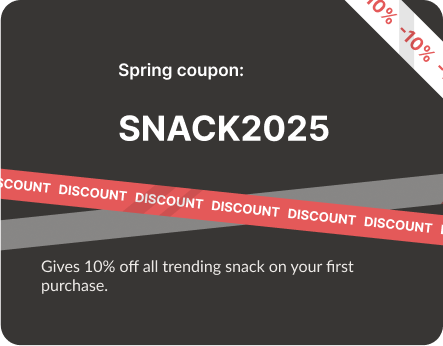 -10% -10%
Spring coupon:
SNACK2025
DISCOUNT DISCOUNT DISCOUNT DISCOUNT DISCOUNT
Gives 10% off all trending snack on your first
purchase.